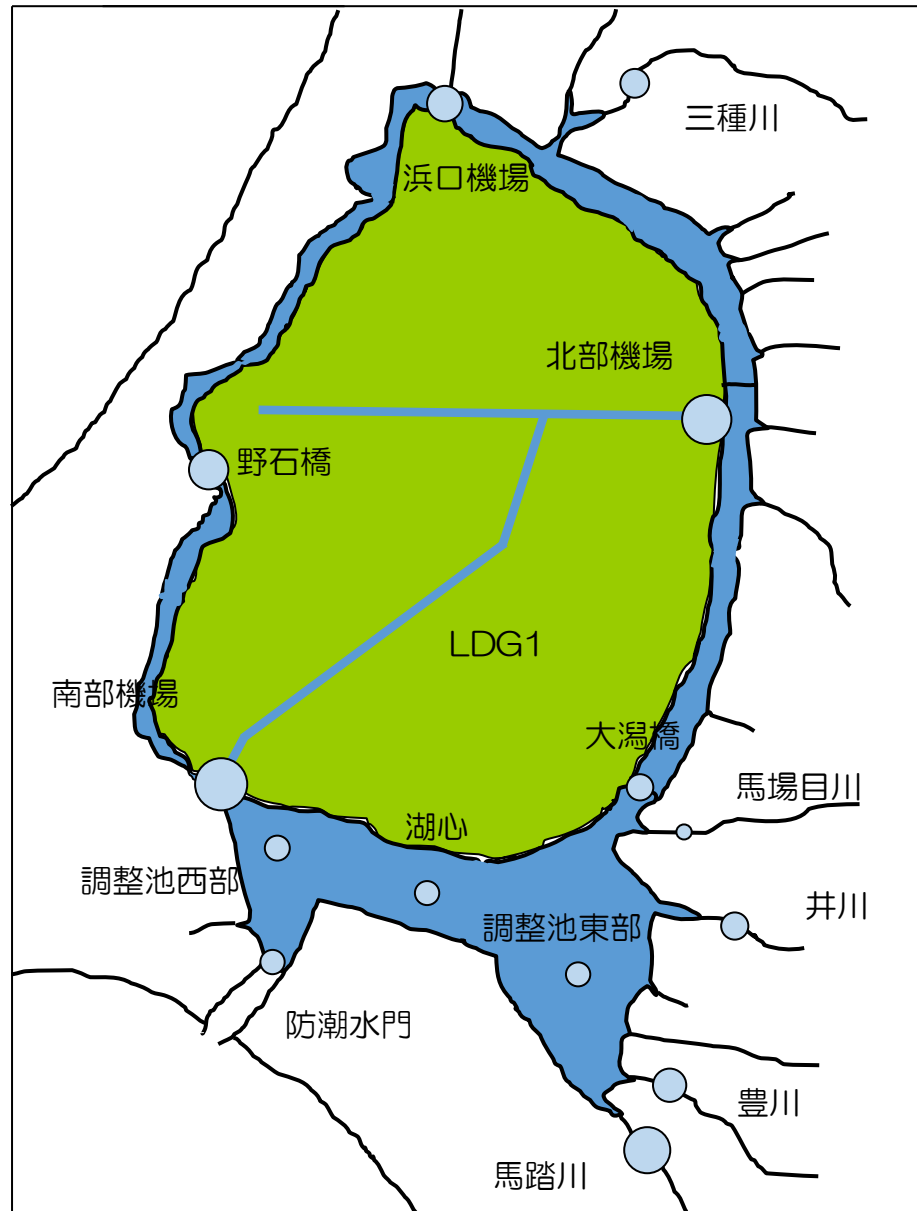 三種川
浜口機場
北部機場
野石橋
LDG1
南部機場
大潟橋
馬場目川
湖心
調整池西部
井川
調整池東部
防潮水門
豊川
馬踏川